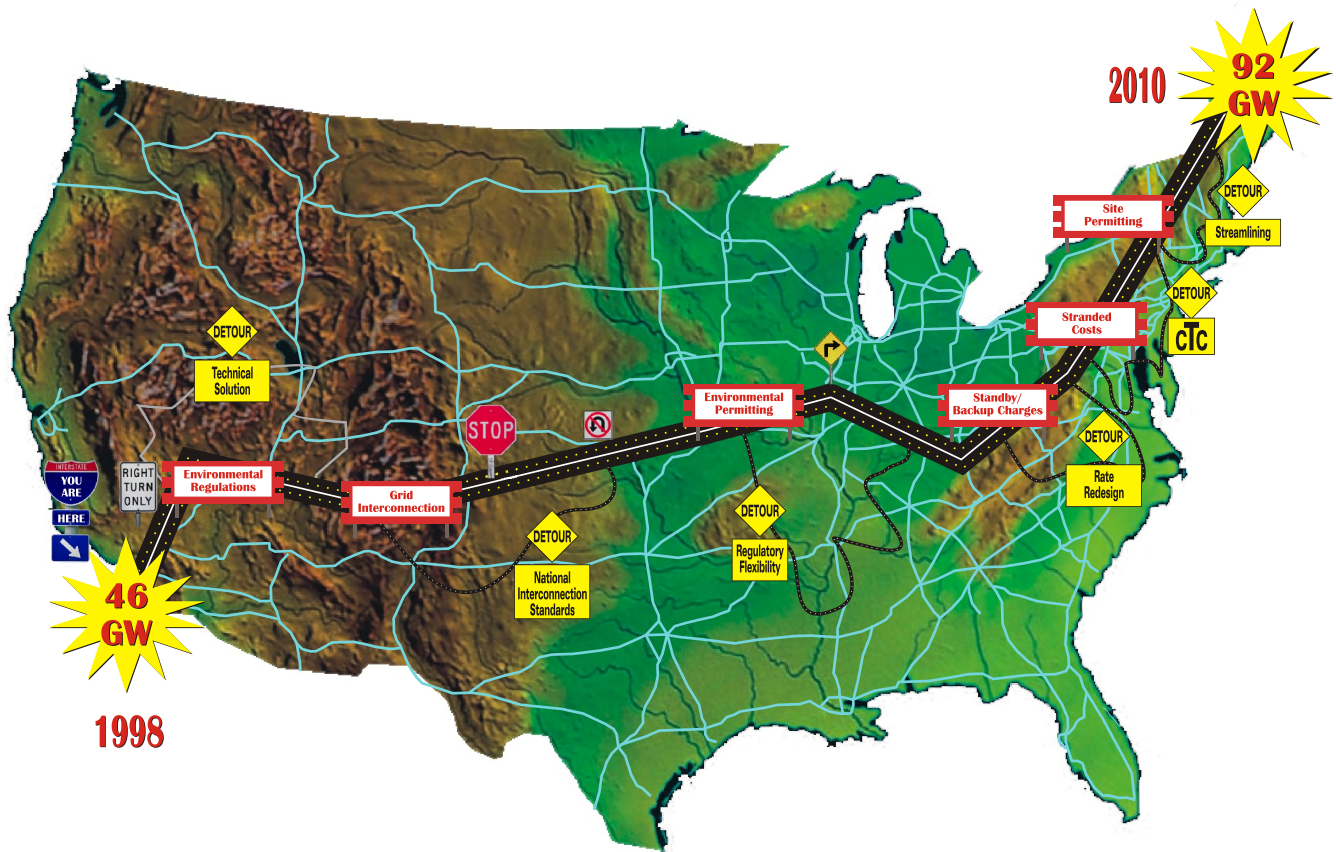 2010
92
GW
Site
Permitting
DETOUR
Streamlining
DETOUR
CTC
Stranded
Costs
DETOUR
Technical
Solution
Environmental
Permitting
Standby/
Backup Charges
DETOUR
Rate
Redesign
STOP
INTERSTATE
YOU
ARE
HERE
RIGHT
TURN
ONLY
Environmental
Regulations
Grid
Interconnection
DETOUR
National
Interconnection
Standards
DETOUR
Regulatory
Flexibility
46
GW
1998